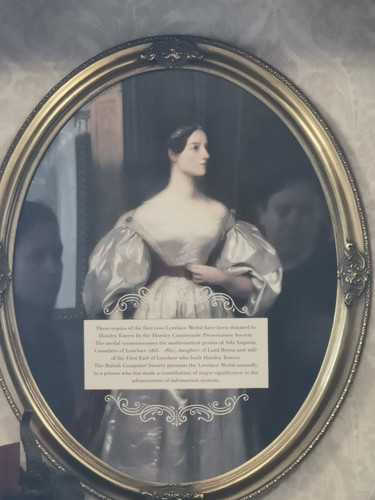 These copies of the first ever Lovelace Medal have been donated to
Horsley Towers by the Horsley Countryside Preservation Society.
The medal commemorates the mathematical genius of Ada Augusta,
Countess of Lovelace 1815 - 1852, daughter of Lord Byron and wife
of the First Earl of Lovelace who built Horsley Towers.
The British Computer Society presents the Lovelace Medal annually,
to a person who has made a contribution of major significance to the
advancement of information systems.